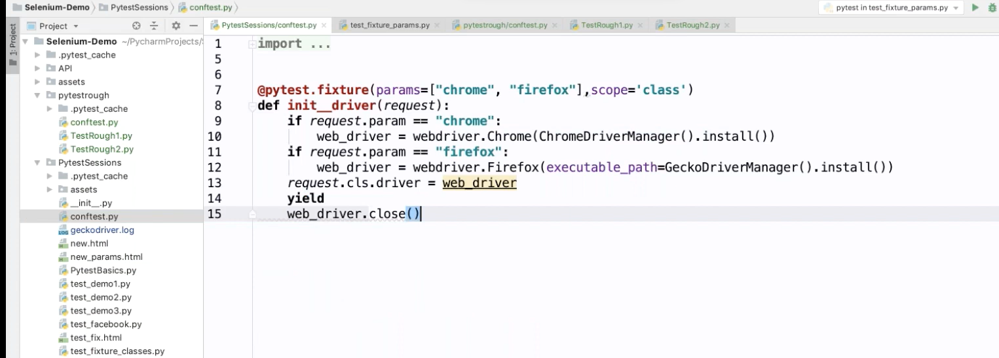 Selenium-Demo PytestSessions conftest.py pytest in test_fixture_params.py
1: Project
Project
PytestSessions/conftest.py test_fixture_params.py pytestrough/conftest.py TestRough1.py TestRough2.py
Selenium-Demo ~/PycharmProjects/
.pytest_cache
API
assets
pytestrough
.pytest_cache
conftest.py
TestRough1.py
TestRough2.py
PytestSessions
.pytest_cache
assets
__init__.py
conftest.py
geckodriver.log
new.html
new_params.html
PytestBasics.py
test_demo1.py
test_demo2.py
test_demo3.py
test_facebook.py
test_fix.html
test_fixture_classes.py
1 import ...
5
6
7 @pytest.fixture(params=["chrome", "firefox"],scope='class')
8 def init__driver(request):
9 if request.param == "chrome":
10 web_driver = webdriver.Chrome(ChromeDriverManager().install())
11 if request.param == "firefox":
12 web_driver = webdriver.Firefox(executable_path=GeckoDriverManager().install())
13 request.cls.driver = web_driver
14 yield
15 web_driver.close()